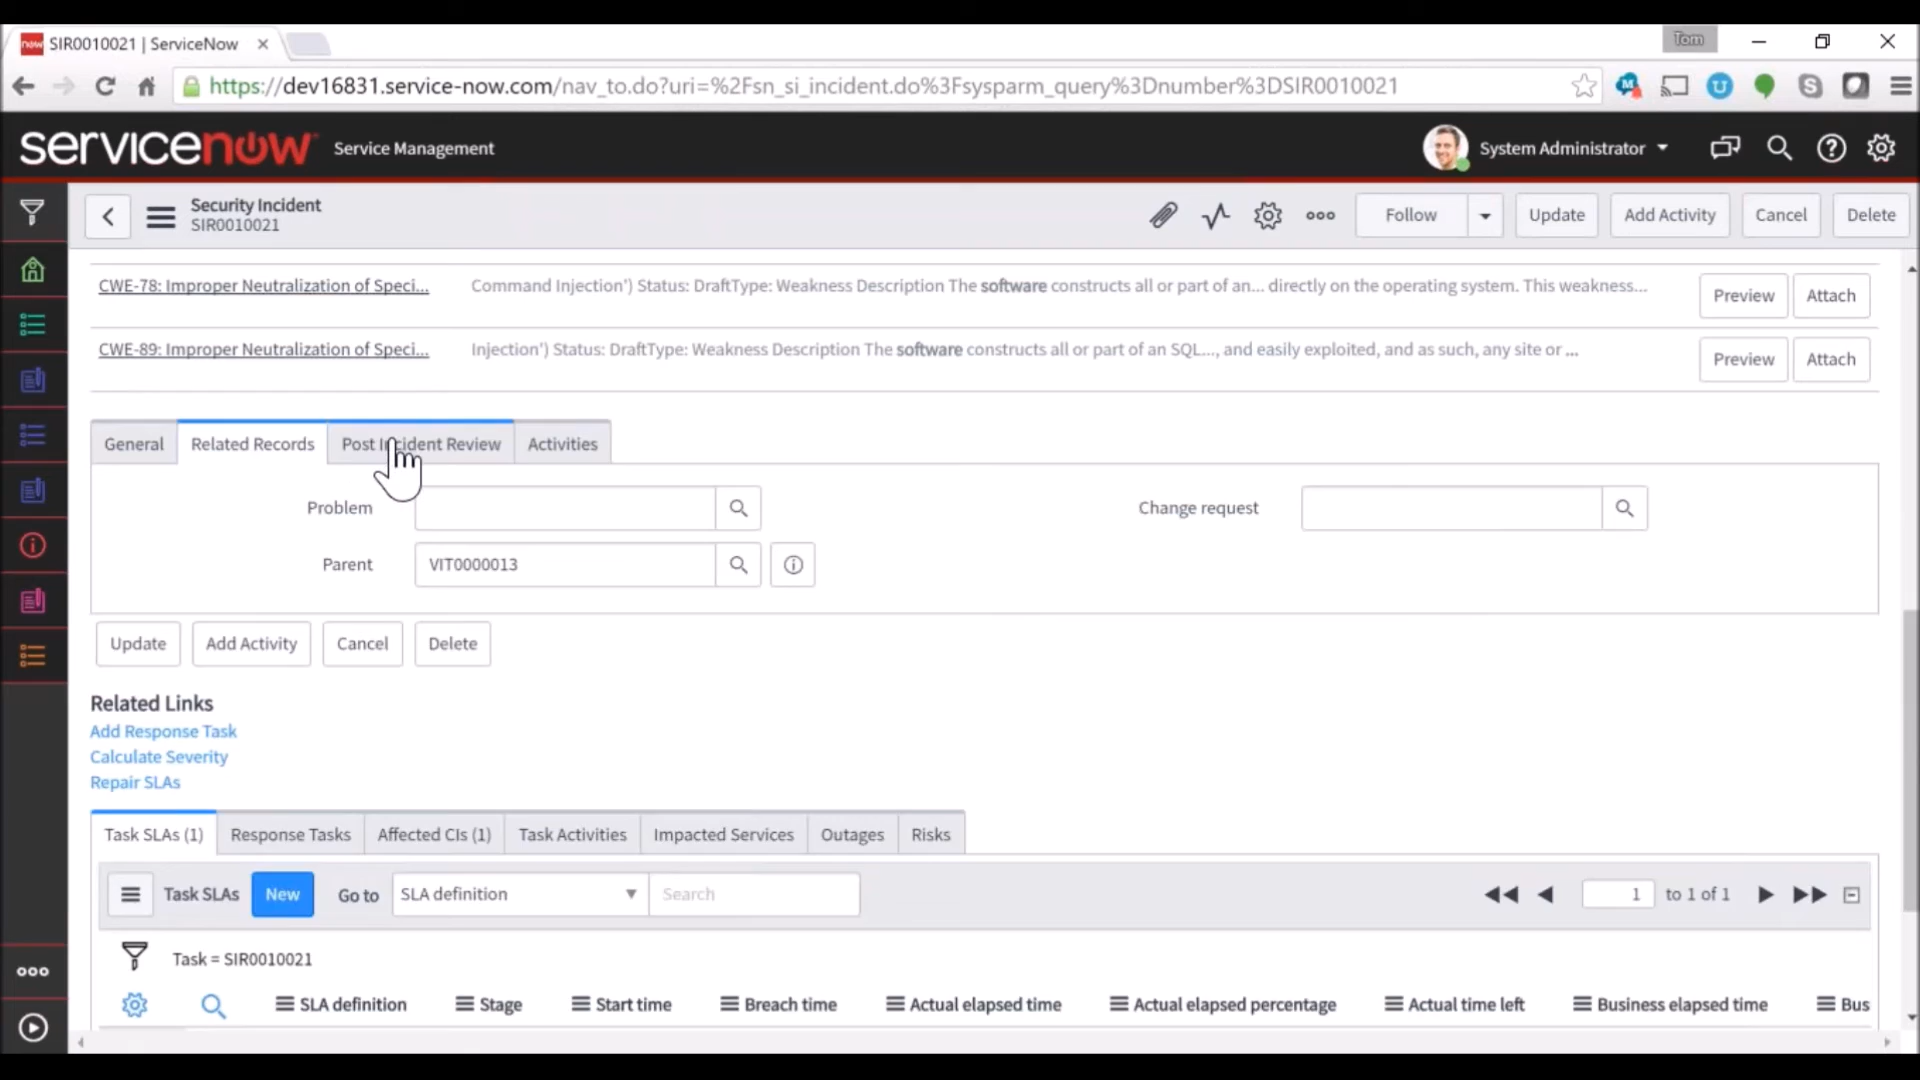 now SIR0010021 | ServiceNow
Tom
https://dev16831.service-now.com/nav_to.do?uri=%2Fsn_si_incident.do%3Fsysparm_query%3Dnumber%3DSIR0010021
servicenow Service Management
System Administrator
Security Incident
SIR0010021
Follow Update Add Activity Cancel Delete
CWE-78: Improper Neutralization of Speci... Command Injection') Status: DraftType: Weakness Description The software constructs all or part of an... directly on the operating system. This weakness... Preview Attach
CWE-89: Improper Neutralization of Speci... Injection') Status: DraftType: Weakness Description The software constructs all or part of an SQL..., and easily exploited, and as such, any site or ... Preview Attach
General Related Records Post Incident Review Activities
Problem Change request
Parent VIT0000013
Update Add Activity Cancel Delete
Related Links
Add Response Task
Calculate Severity
Repair SLAs
Task SLAs (1) Response Tasks Affected CIs (1) Task Activities Impacted Services Outages Risks
Task SLAs New Go to SLA definition Search 1 to 1 of 1
Task = SIR0010021
SLA definition Stage Start time Breach time Actual elapsed time Actual elapsed percentage Actual time left Business elapsed time Bus